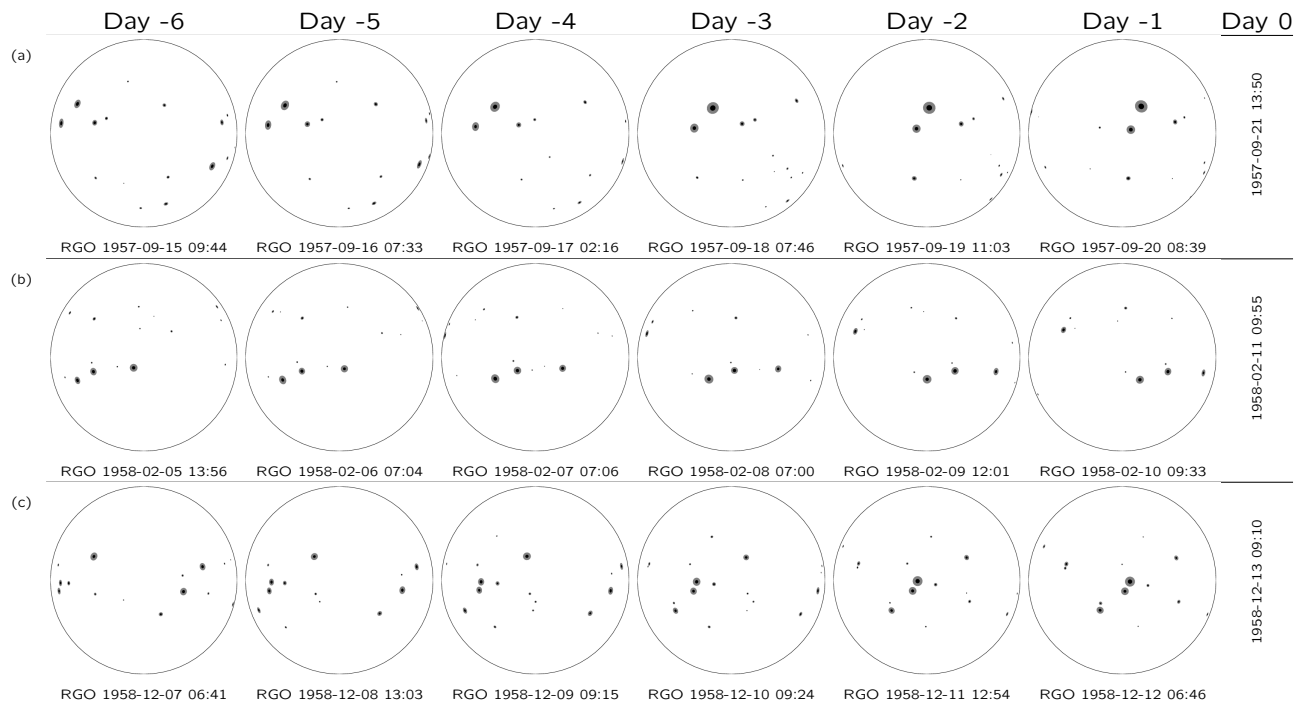 Day -6 Day -5 Day -4 Day -3 Day -2 Day -1 Day 0
(a)
1957-09-21 13:50
RGO 1957-09-15 09:44 RGO 1957-09-16 07:33 RGO 1957-09-17 02:16 RGO 1957-09-18 07:46 RGO 1957-09-19 11:03 RGO 1957-09-20 08:39
(b)
1958-02-11 09:55
RGO 1958-02-05 13:56 RGO 1958-02-06 07:04 RGO 1958-02-07 07:06 RGO 1958-02-08 07:00 RGO 1958-02-09 12:01 RGO 1958-02-10 09:33
(c)
1958-12-13 09:10
RGO 1958-12-07 06:41 RGO 1958-12-08 13:03 RGO 1958-12-09 09:15 RGO 1958-12-10 09:24 RGO 1958-12-11 12:54 RGO 1958-12-12 06:46